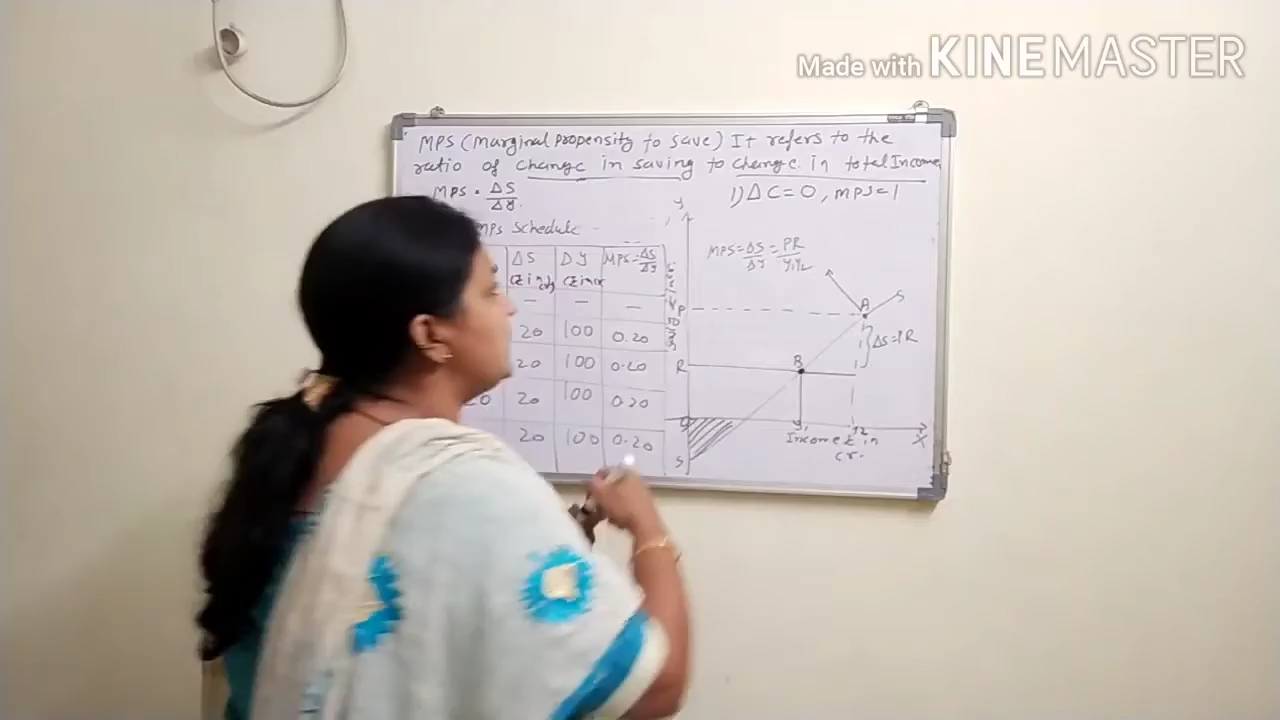 Made with KINEMASTER
MPS (Marginal Propensity to save) It refers to the
ratio of change in saving to change in total Income
MPS = ΔS/ΔY.
1) ΔC=0, MPS=1
MPs Schedule
ΔS ΔY MPS=ΔS/ΔY
— — —
20 100 0.20
20 100 0.20
20 100 0.20
20 100 0.20
Y
MPS=ΔS/ΔY=PR/Y1Y2
P A S
ΔS=PR
R B
O Y1 Y2 X
Income ₹ in
cr.
S